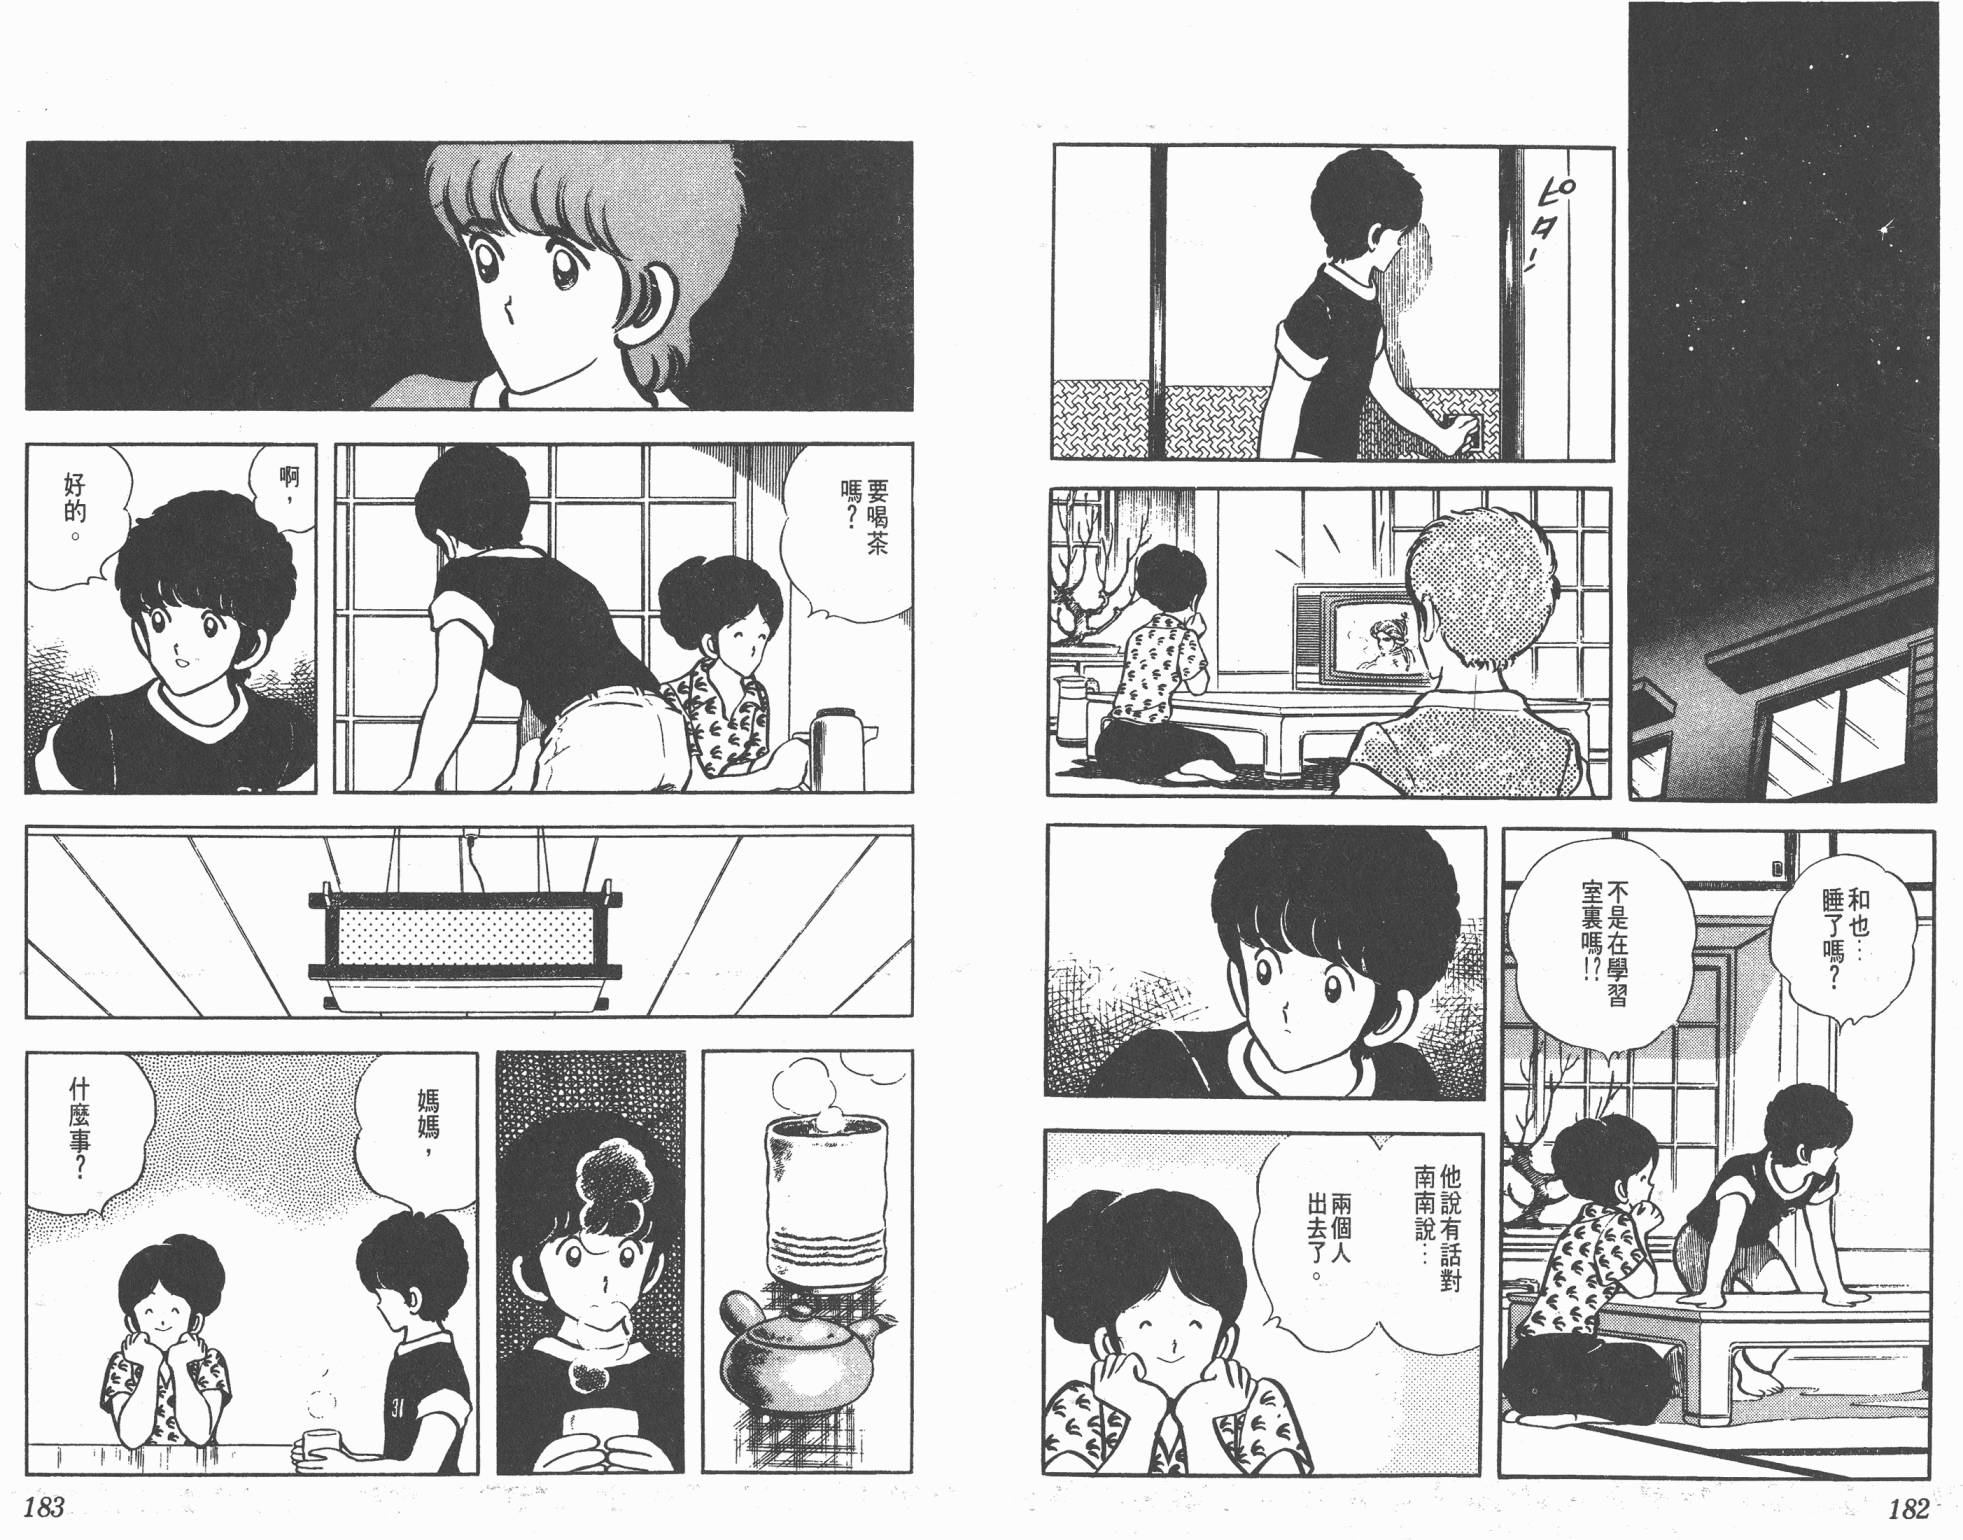 ピタ!
和也…
睡了嗎?
不是在學習
室裏嗎!?
他說有話對
南南說…
兩個人
出去了。
182
要喝茶
嗎?
啊,
好的。
媽媽,
什麼事?
31
183